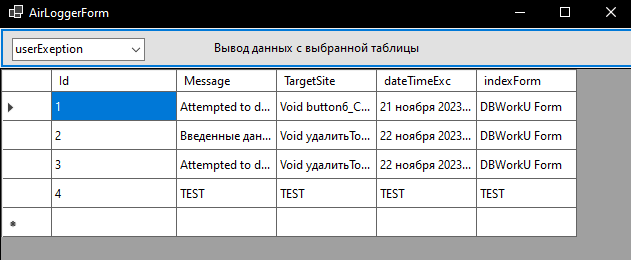 AirLoggerForm
userExeption Вывод данных с выбранной таблицы
Id Message TargetSite dateTimeExc indexForm
1 Attempted to d... Void button6_C... 21 ноября 2023... DBWorkU Form
2 Введенные дан... Void удалитьТо... 22 ноября 2023... DBWorkU Form
3 Attempted to d... Void удалитьТо... 22 ноября 2023... DBWorkU Form
4 TEST TEST TEST TEST